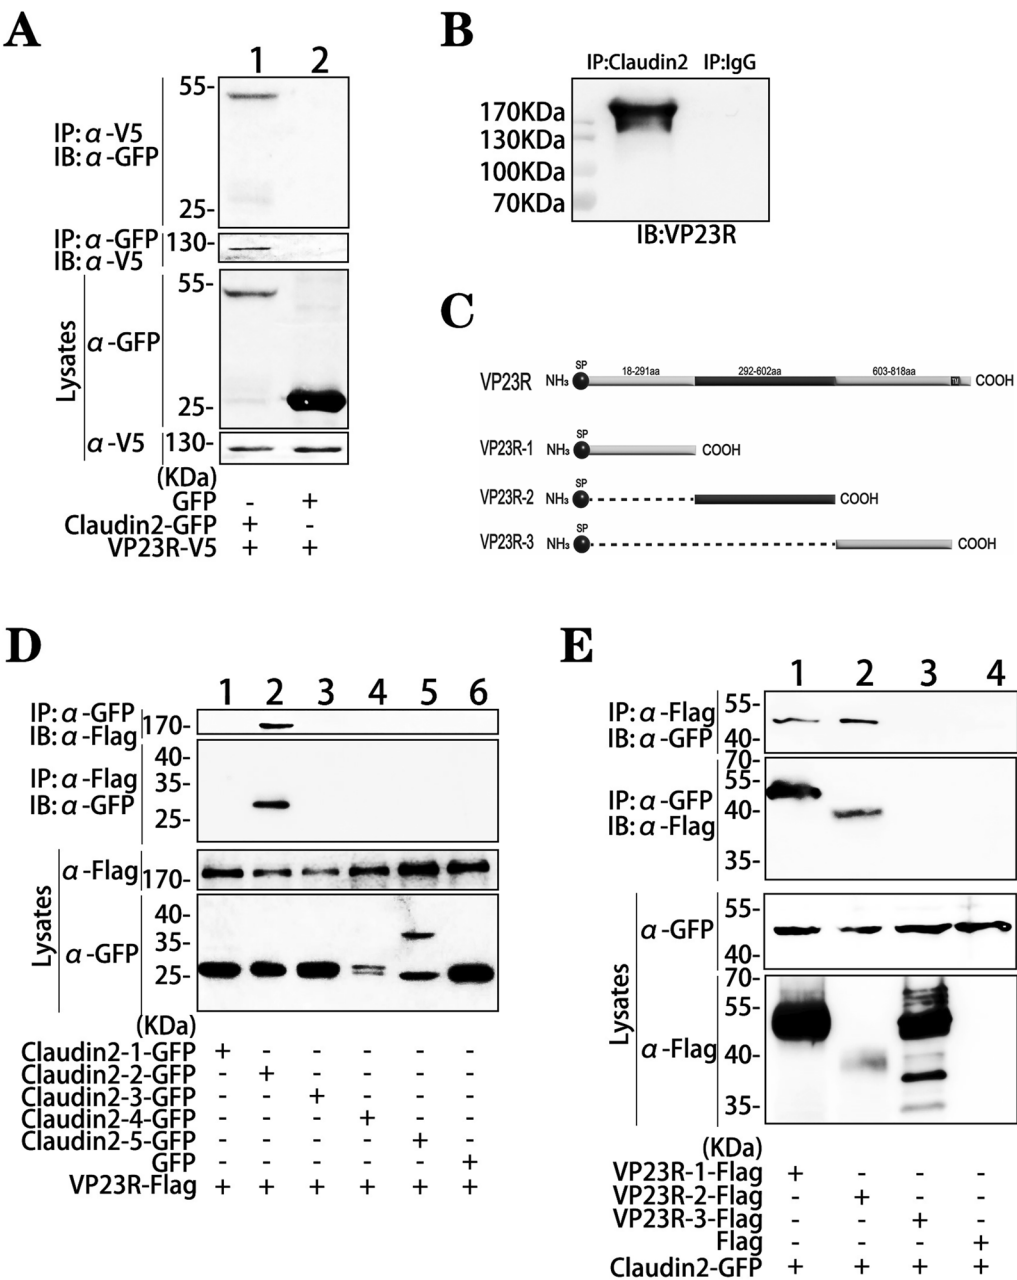 A
1 2
IP:α-V5
IB:α-GFP
55-
25-
IP:α-GFP
IB:α-V5
130-
Lysates
α-GFP
55-
25-
α-V5
130-
(KDa)
GFP - +
Claudin2-GFP + -
VP23R-V5 + +
B
IP:Claudin2 IP:IgG
170KDa
130KDa
100KDa
70KDa
IB:VP23R
C
SP
VP23R NH₃ 18-291aa 292-602aa 603-818aa TM COOH
SP
VP23R-1 NH₃ COOH
SP
VP23R-2 NH₃ COOH
SP
VP23R-3 NH₃ COOH
D
1 2 3 4 5 6
IP:α-GFP
IB:α-Flag
170-
IP:α-Flag
IB:α-GFP
40-
35-
25-
Lysates
α-Flag
170-
α-GFP
40-
35-
25-
(KDa)
Claudin2-1-GFP + - - - - -
Claudin2-2-GFP - + - - - -
Claudin2-3-GFP - - + - - -
Claudin2-4-GFP - - - + - -
Claudin2-5-GFP - - - - + -
GFP - - - - - +
VP23R-Flag + + + + + +
E
1 2 3 4
IP:α-Flag
IB:α-GFP
55-
40-
IP:α-GFP
IB:α-Flag
70-
55-
40-
35-
Lysates
α-GFP
55-
40-
α-Flag
70-
55-
40-
35-
(KDa)
VP23R-1-Flag + - - -
VP23R-2-Flag - + - -
VP23R-3-Flag - - + -
Flag - - - +
Claudin2-GFP + + + +